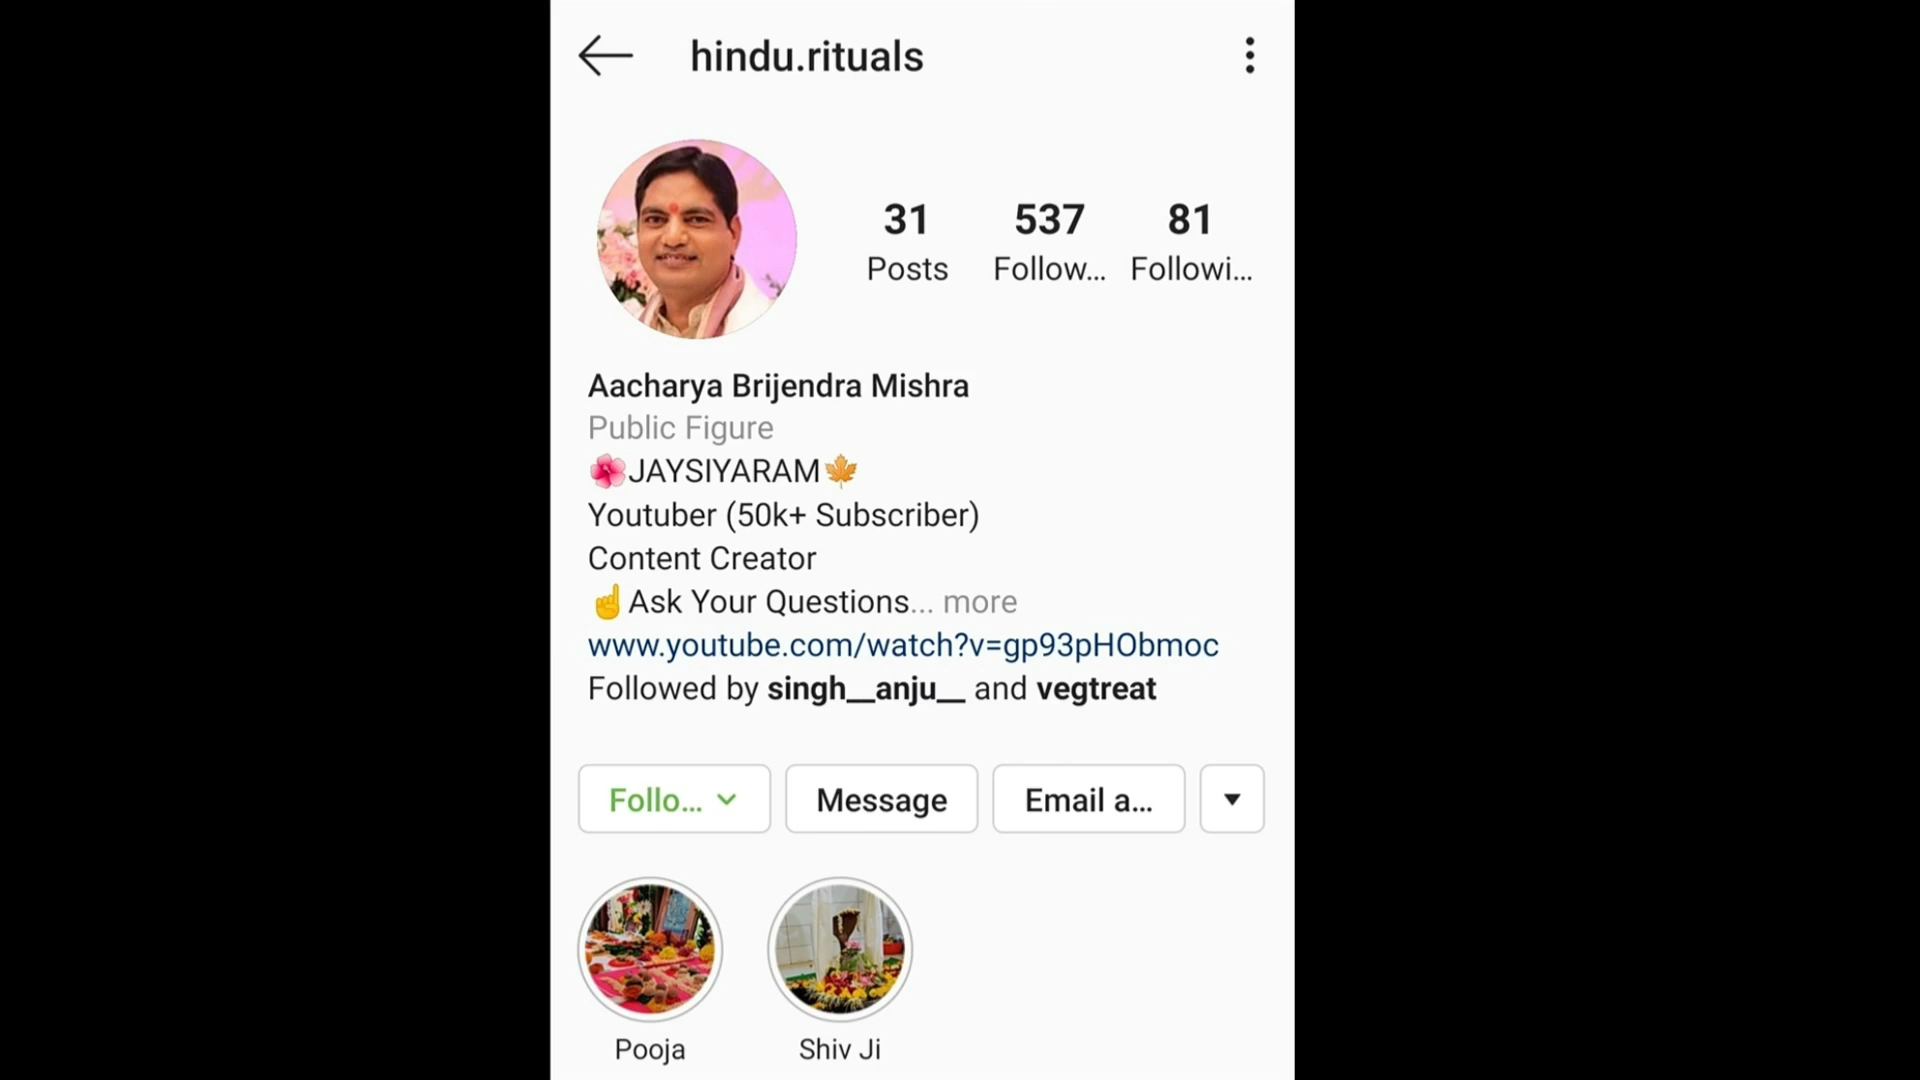 hindu.rituals
31 537 81
Posts Follow... Followi...
Aacharya Brijendra Mishra
Public Figure
🌺JAYSIYARAM🍁
Youtuber (50k+ Subscriber)
Content Creator
☝️Ask Your Questions... more
www.youtube.com/watch?v=gp93pHObmoc
Followed by singh__anju__ and vegtreat
Follo... Message Email a...
Pooja Shiv Ji